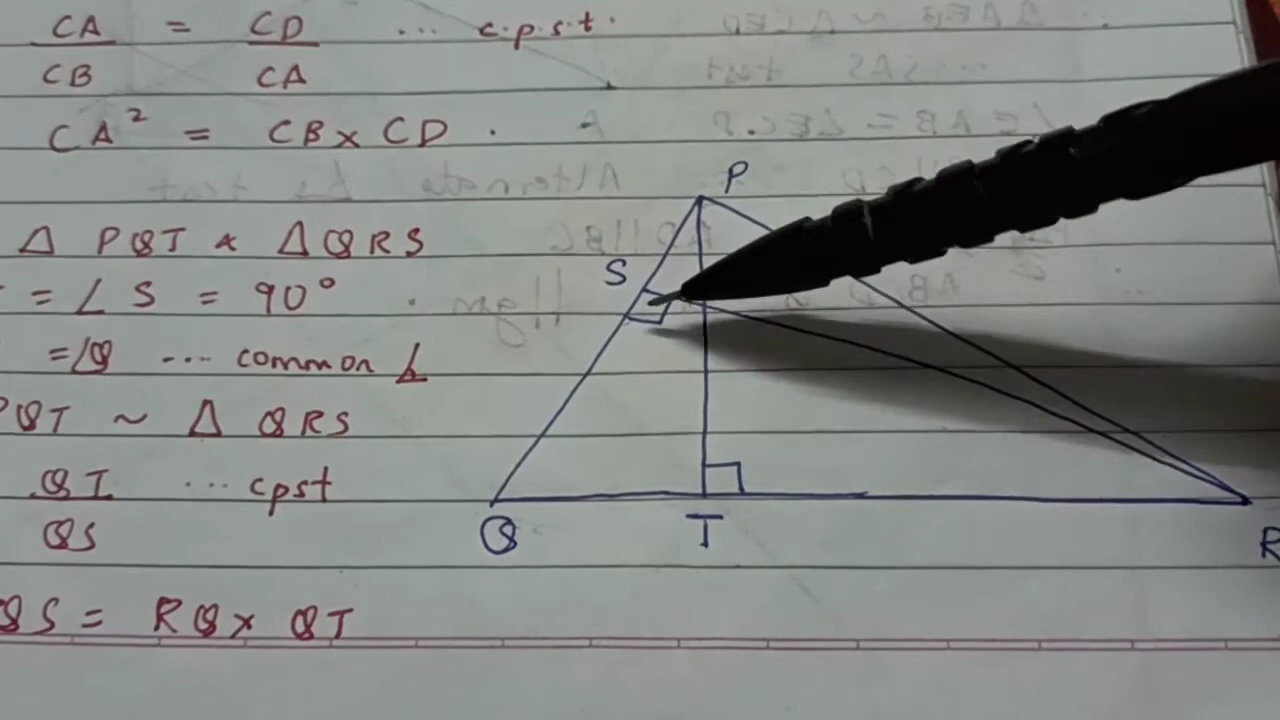 CA = CD ... c.p.s.t.
CB CA
CA² = CB × CD .
Δ PQT & Δ QRS
= ∠ S = 90° .
= ∠Q ... common ∠
PQT ~ Δ QRS
QT ... cpst
QS
QS = RQ × QT
P
S
Q T R